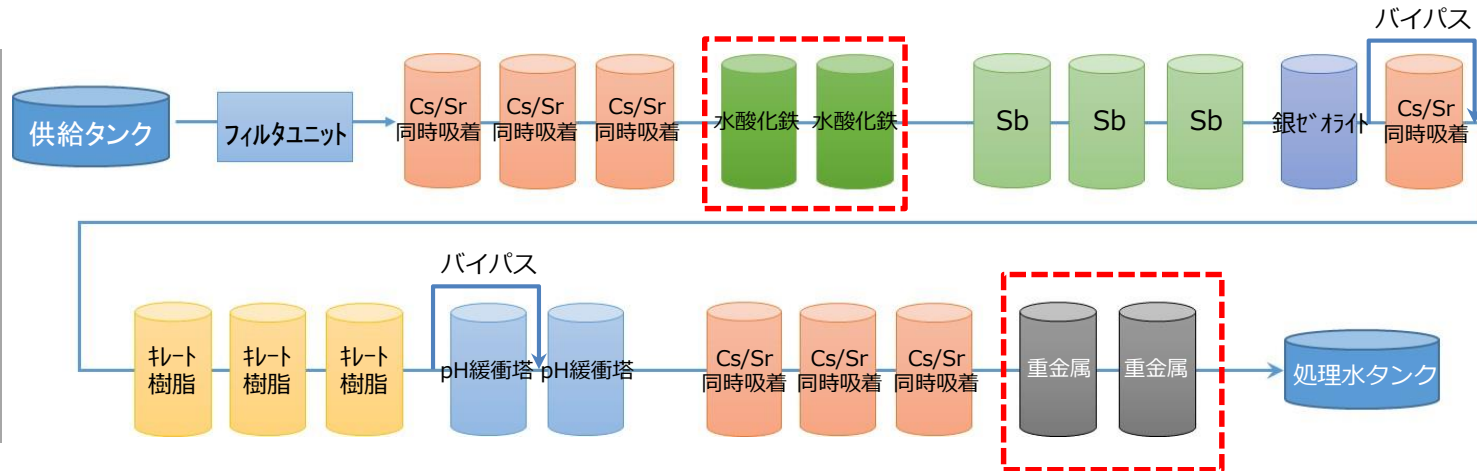 バイパス
供給タンク
フィルタユニット
Cs/Sr
同時吸着
Cs/Sr
同時吸着
Cs/Sr
同時吸着
水酸化鉄
水酸化鉄
Sb
Sb
Sb
銀ｾﾞｵﾗｲﾄ
Cs/Sr
同時吸着
バイパス
ｷﾚｰﾄ
樹脂
ｷﾚｰﾄ
樹脂
ｷﾚｰﾄ
樹脂
pH緩衝塔
pH緩衝塔
Cs/Sr
同時吸着
Cs/Sr
同時吸着
Cs/Sr
同時吸着
重金属
重金属
処理水タンク